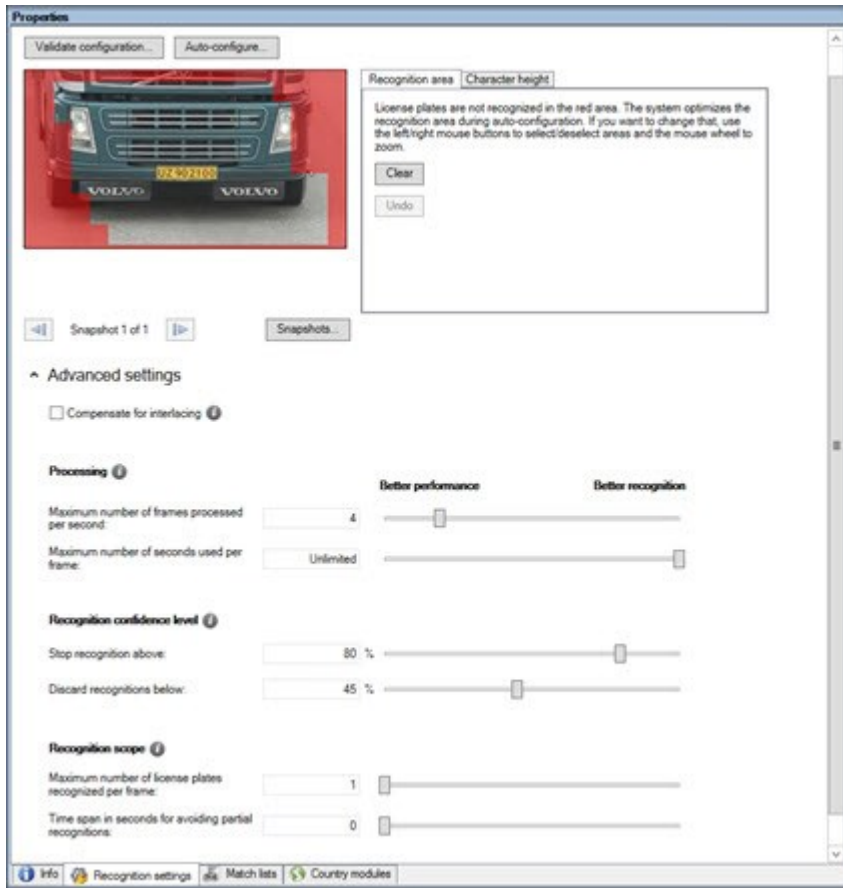 Properties
Validate configuration...
Auto-configure...
UZ 902100
VOLVO
VOLVO
Recognition area
Character height
License plates are not recognized in the red area. The system optimizes the
recognition area during auto-configuration. If you want to change that, use
the left/right mouse buttons to select/deselect areas and the mouse wheel to
zoom.
Clear
Undo
Snapshot 1 of 1
Snapshots...
Advanced settings
Compensate for interlacing
Processing
Better performance
Better recognition
Maximum number of frames processed
per second:
4
Maximum number of seconds used per
frame:
Unlimited
Recognition confidence level
Stop recognition above:
80 %
Discard recognitions below:
45 %
Recognition scope
Maximum number of license plates
recognized per frame:
1
Time span in seconds for avoiding partial
recognitions:
0
Info
Recognition settings
Match lists
Country modules